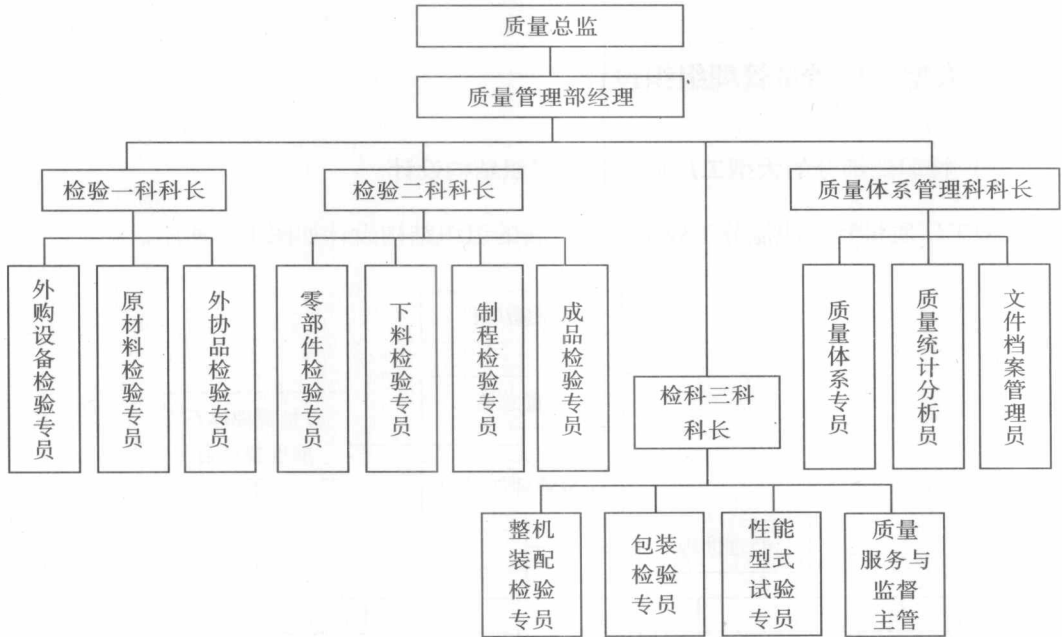 质量总监
质量管理部经理
检验一科科长
检验二科科长
质量体系管理科科长
外购设备检验专员
原材料检验专员
外协品检验专员
零部件检验专员
下料检验专员
制程检验专员
成品检验专员
质量体系专员
质量统计分析员
文件档案管理员
检科三科
科长
整机
装配
检验
专员
包装
检验
专员
性能
型式
试验
专员
质量
服务与
监督
主管